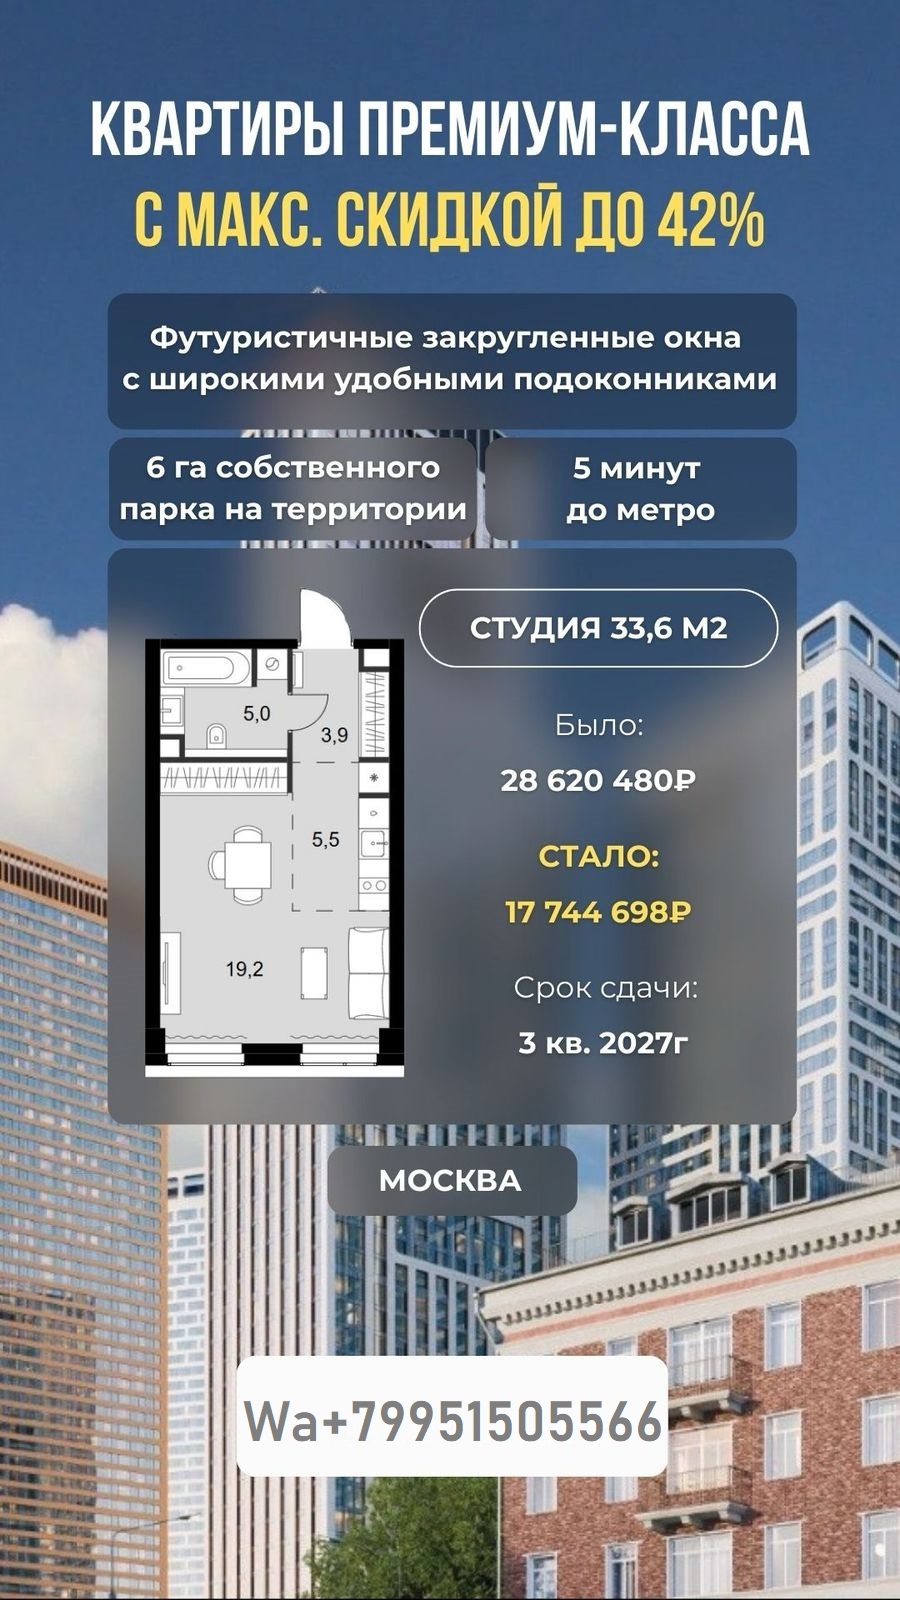 КВАРТИРЫ ПРЕМИУМ-КЛАССА
С МАКС. СКИДКОЙ ДО 42%
Футуристичные закругленные окна
с широкими удобными подоконниками
6 га собственного
парка на территории
5 минут
до метро
СТУДИЯ 33,6 М2
5,0
3,9
5,5
19,2
Было:
28 620 480₽
СТАЛО:
17 744 698₽
Срок сдачи:
3 кв. 2027г
МОСКВА
Wa+79951505566